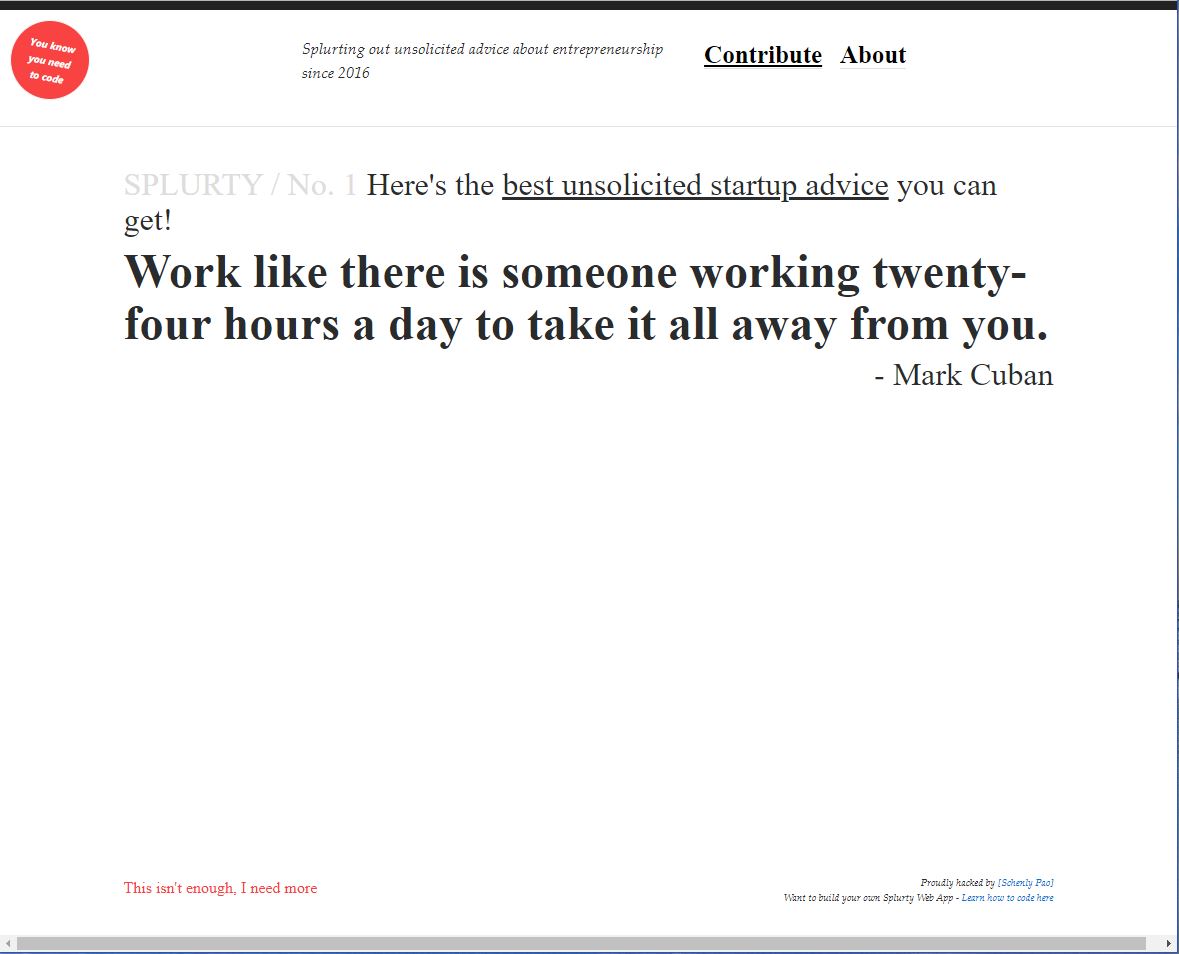 You know
you need
to code
Splurting out unsolicited advice about entrepreneurship
since 2016
Contribute About
SPLURTY / No. 1 Here's the best unsolicited startup advice you can
get!
Work like there is someone working twenty-
four hours a day to take it all away from you.
- Mark Cuban
This isn't enough, I need more
Proudly hacked by [Schenly Pao]
Want to build your own Splurty Web App - Learn how to code here